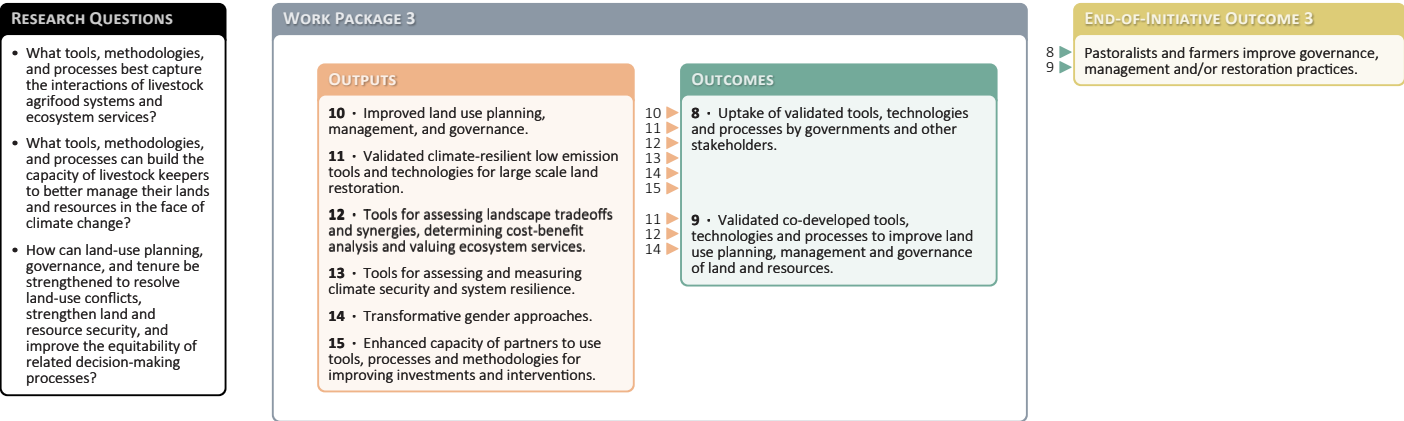 Research Questions
• What tools, methodologies,
and processes best capture
the interactions of livestock
agrifood systems and
ecosystem services?
• What tools, methodologies,
and processes can build the
capacity of livestock keepers
to better manage their lands
and resources in the face of
climate change?
• How can land-use planning,
governance, and tenure be
strengthened to resolve
land-use conflicts,
strengthen land and
resource security, and
improve the equitability of
related decision-making
processes?
Work Package 3
Outputs
10 · Improved land use planning,
management, and governance.
11 · Validated climate-resilient low emission
tools and technologies for large scale land
restoration.
12 · Tools for assessing landscape tradeoffs
and synergies, determining cost-benefit
analysis and valuing ecosystem services.
13 · Tools for assessing and measuring
climate security and system resilience.
14 · Transformative gender approaches.
15 · Enhanced capacity of partners to use
tools, processes and methodologies for
improving investments and interventions.
10
11
12
13
14
15
11
12
14
Outcomes
8 · Uptake of validated tools, technologies
and processes by governments and other
stakeholders.
9 · Validated co-developed tools,
technologies and processes to improve land
use planning, management and governance
of land and resources.
8
9
End-of-Initiative Outcome 3
Pastoralists and farmers improve governance,
management and/or restoration practices.